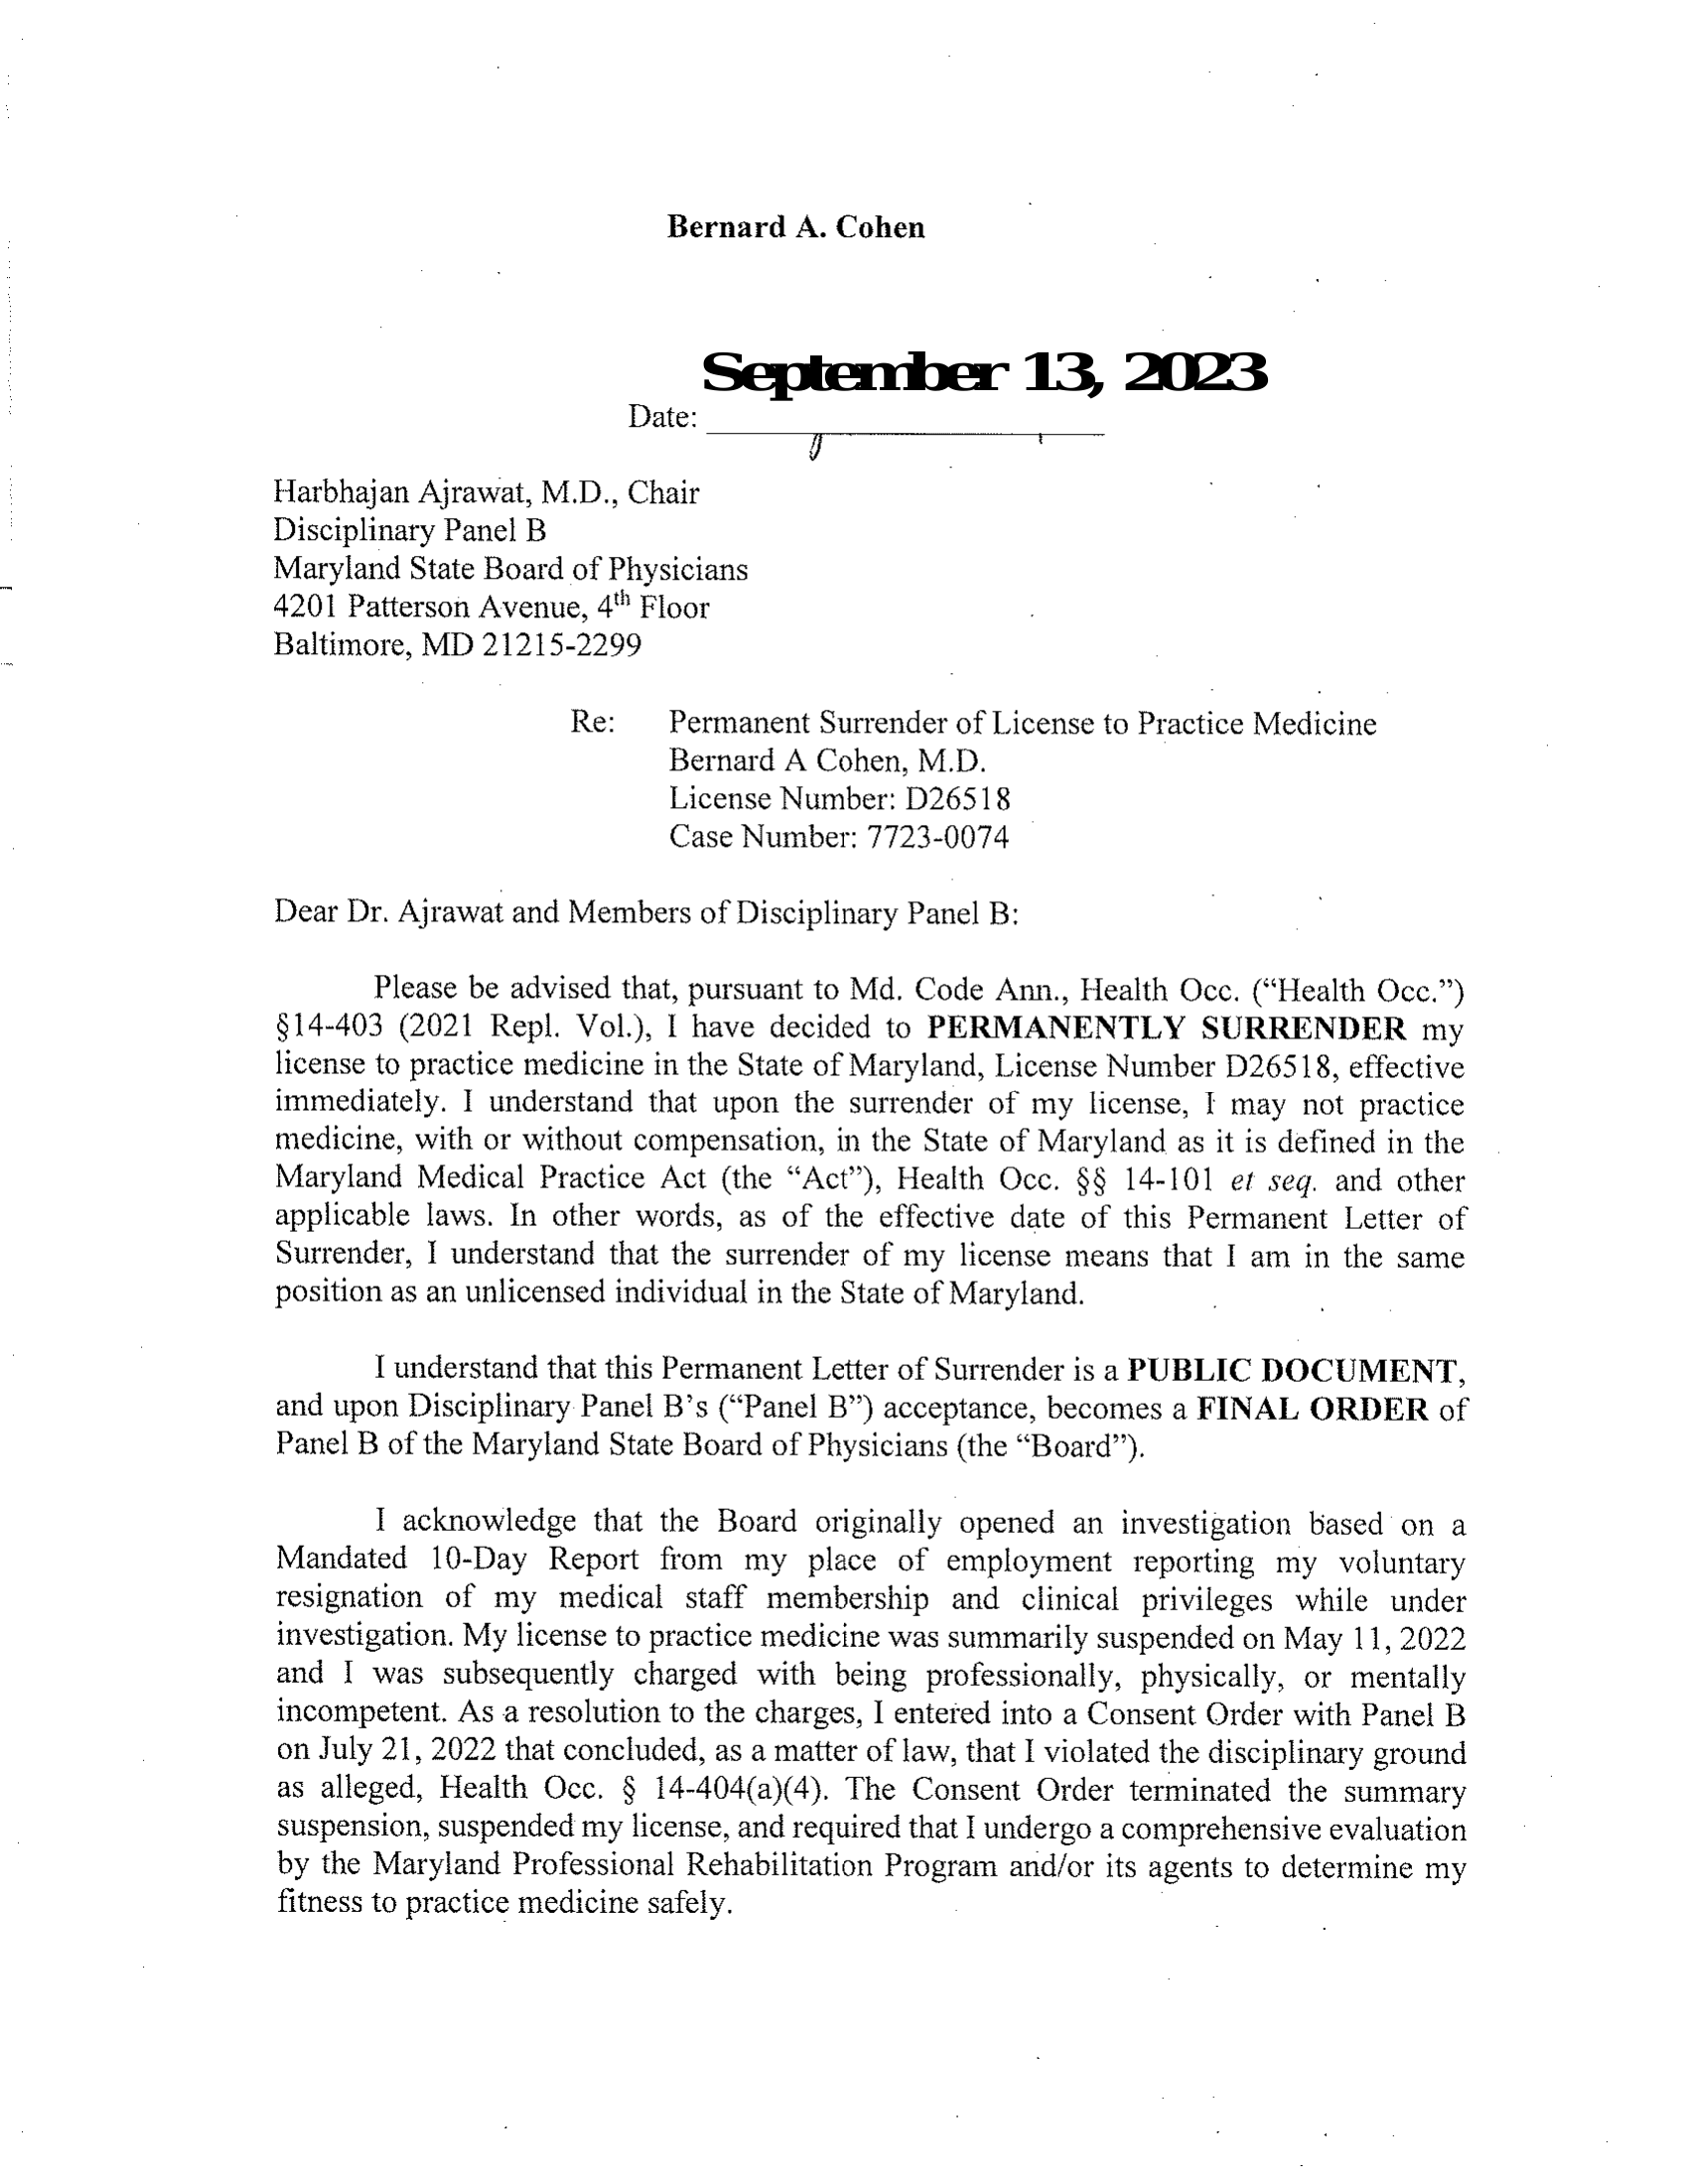 Bernard A. Cohen
September 13, 2023
Date:
Harbhajan Ajrawat, M.D., Chair
Disciplinary Panel B
Maryland State Board of Physicians
4201 Patterson Avenue, 4th Floor
Baltimore, MD 21215-2299
Re: Permanent Surrender of License to Practice Medicine
Bernard A Cohen, M.D.
License Number: D26518
Case Number: 7723-0074
Dear Dr. Ajrawat and Members of Disciplinary Panel B:
Please be advised that, pursuant to Md. Code Ann., Health Occ. (“Health Occ.”)
§14-403 (2021 Repl. Vol.), I have decided to PERMANENTLY SURRENDER my
license to practice medicine in the State of Maryland, License Number D26518, effective
immediately. I understand that upon the surrender of my license, I may not practice
medicine, with or without compensation, in the State of Maryland as it is defined in the
Maryland Medical Practice Act (the “Act”), Health Occ. §§ 14-101 et seq. and other
applicable laws. In other words, as of the effective date of this Permanent Letter of
Surrender, I understand that the surrender of my license means that I am in the same
position as an unlicensed individual in the State of Maryland.
I understand that this Permanent Letter of Surrender is a PUBLIC DOCUMENT,
and upon Disciplinary Panel B’s (“Panel B”) acceptance, becomes a FINAL ORDER of
Panel B of the Maryland State Board of Physicians (the “Board”).
I acknowledge that the Board originally opened an investigation based on a
Mandated 10-Day Report from my place of employment reporting my voluntary
resignation of my medical staff membership and clinical privileges while under
investigation. My license to practice medicine was summarily suspended on May 11, 2022
and I was subsequently charged with being professionally, physically, or mentally
incompetent. As a resolution to the charges, I entered into a Consent Order with Panel B
on July 21, 2022 that concluded, as a matter of law, that I violated the disciplinary ground
as alleged, Health Occ. § 14-404(a)(4). The Consent Order terminated the summary
suspension, suspended my license, and required that I undergo a comprehensive evaluation
by the Maryland Professional Rehabilitation Program and/or its agents to determine my
fitness to practice medicine safely.